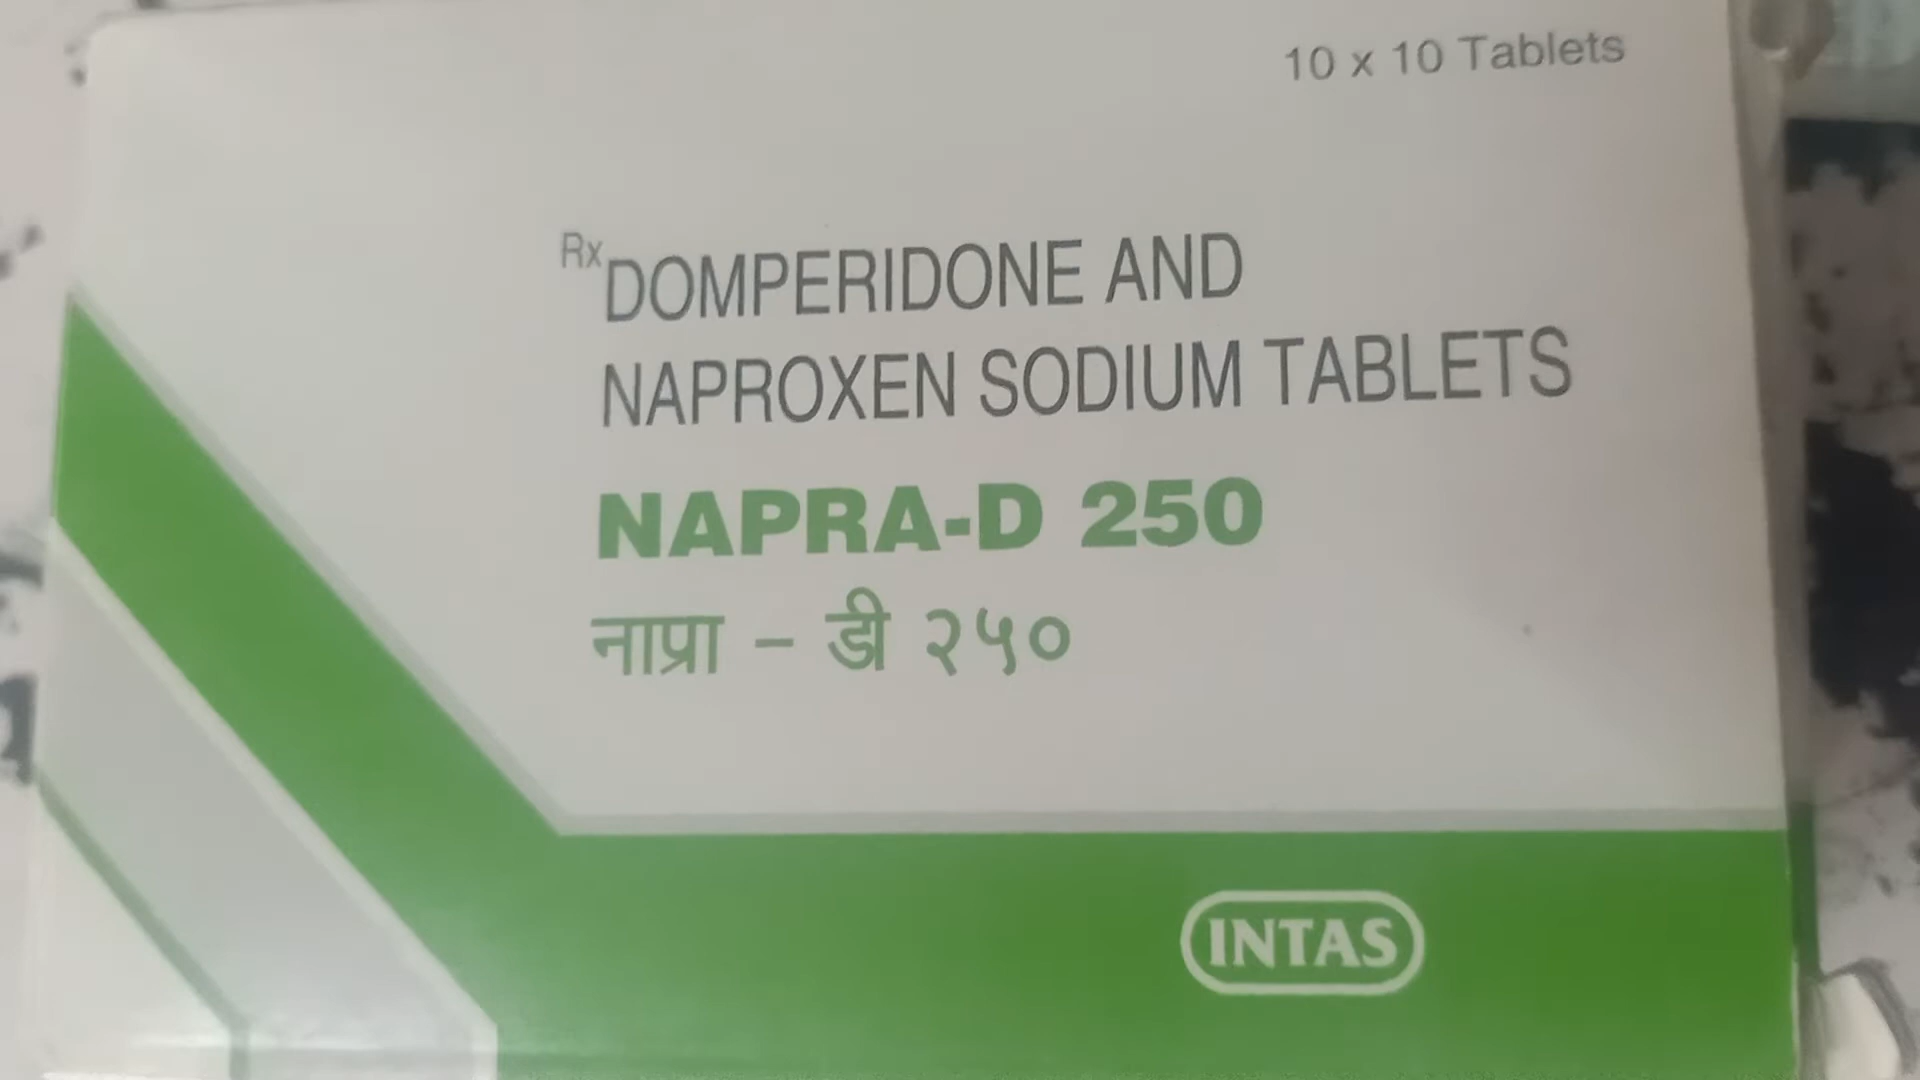 10 x 10 Tablets
Rx DOMPERIDONE AND
NAPROXEN SODIUM TABLETS
NAPRA-D 250
नाप्रा - डी २५०
INTAS